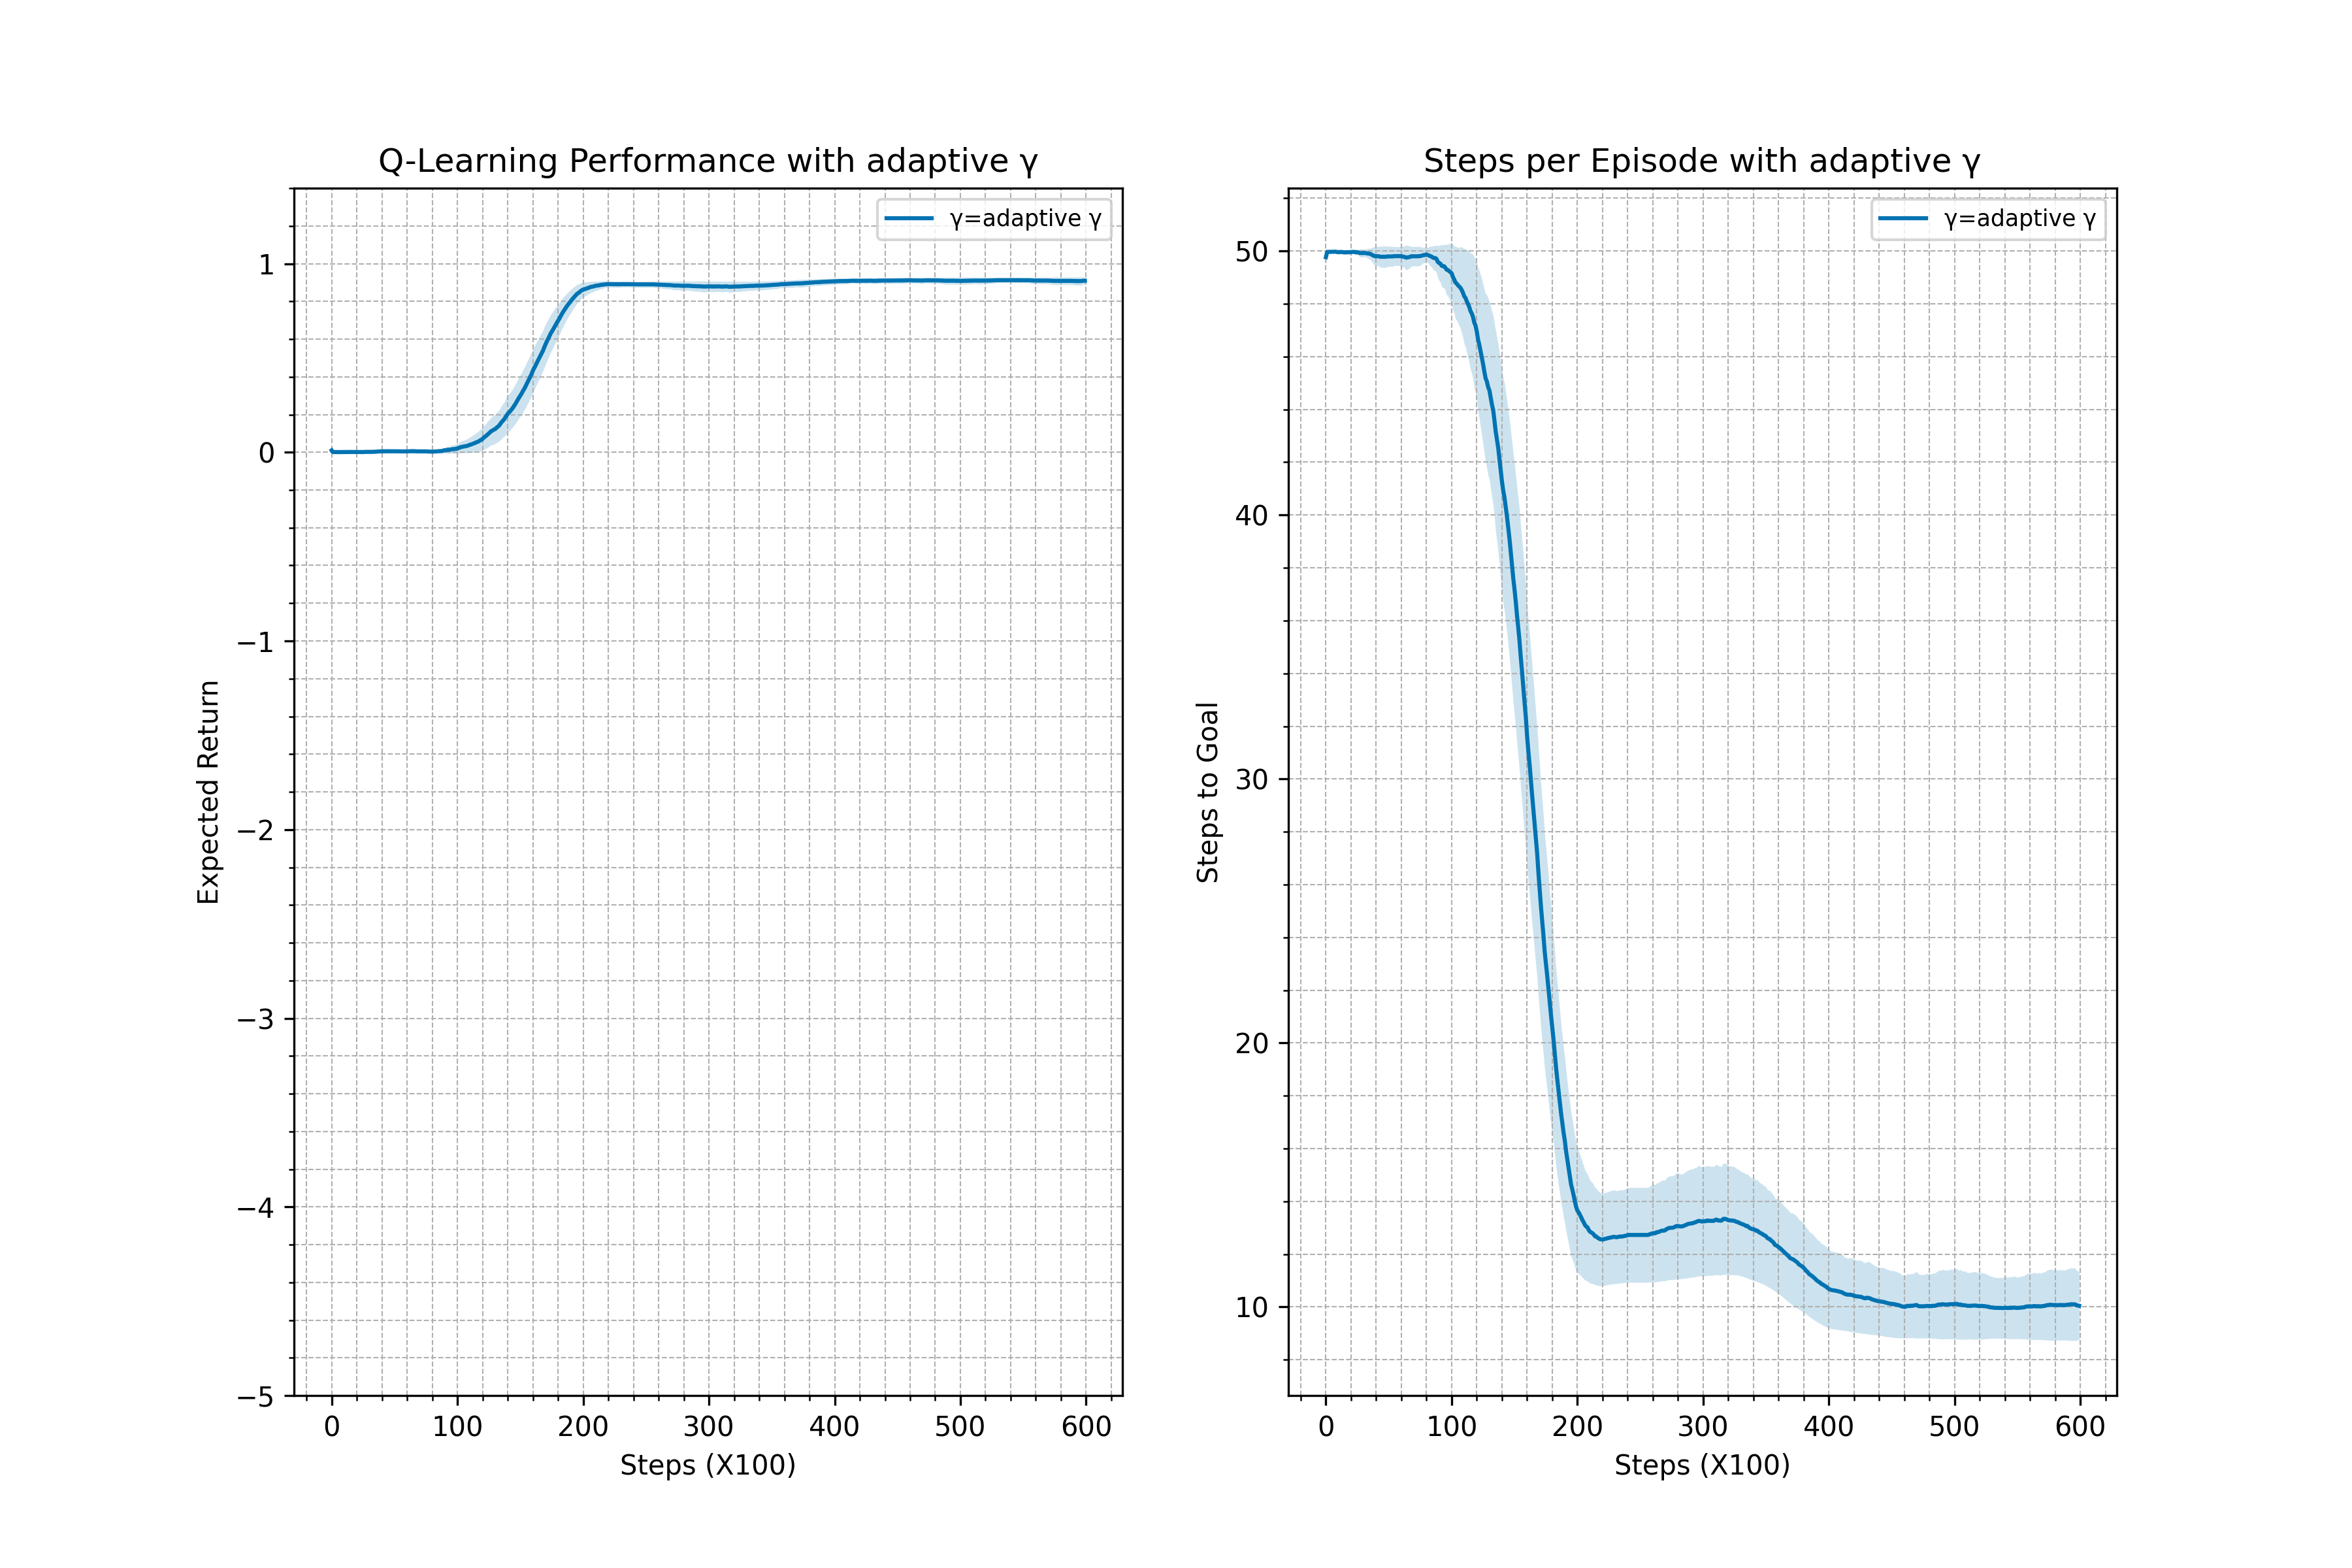 Q-Learning Performance with adaptive γ
γ=adaptive γ
1
0
−1
−2
−3
−4
−5
Expected Return
0 100 200 300 400 500 600
Steps (X100)
Steps per Episode with adaptive γ
γ=adaptive γ
50
40
30
20
10
Steps to Goal
0 100 200 300 400 500 600
Steps (X100)